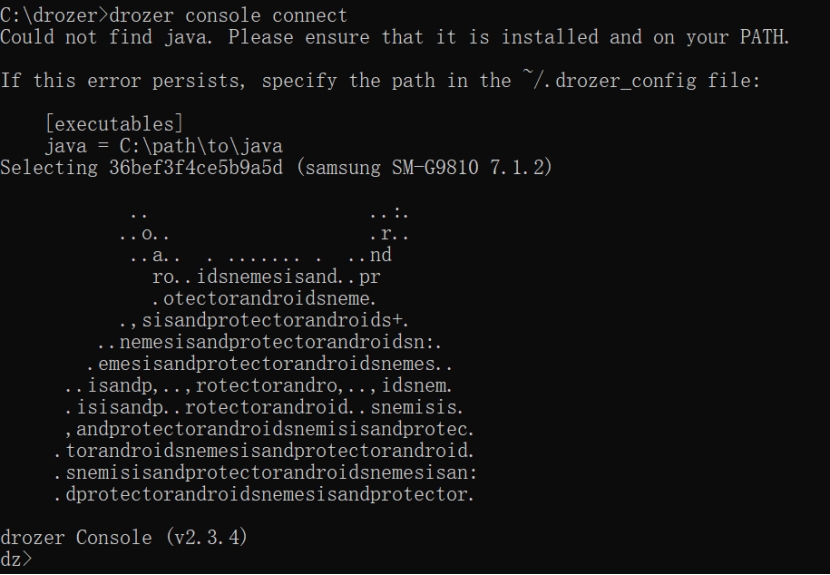 C:\drozer>drozer console connect
Could not find java. Please ensure that it is installed and on your PATH.
If this error persists, specify the path in the ~/.drozer_config file:
[executables]
java = C:\path\to\java
Selecting 36bef3f4ce5b9a5d (samsung SM-G9810 7.1.2)
..                    ..:.
..o..                  .r..
..a..  . ....... .  ..nd
ro..idsnemesisand..pr
.otectorandroidsneme.
.,sisandprotectorandroids+.
..nemesisandprotectorandroidsn:.
.emesisandprotectorandroidsnemes..
..isandp,..,rotectorandro,..,idsnem.
.isisandp..rotectorandroid..snemisis.
,andprotectorandroidsnemisisandprotec.
.torandroidsnemesisandprotectorandroid.
.snemisisandprotectorandroidsnemesisan:
.dprotectorandroidsnemesisandprotector.
drozer Console (v2.3.4)
dz>